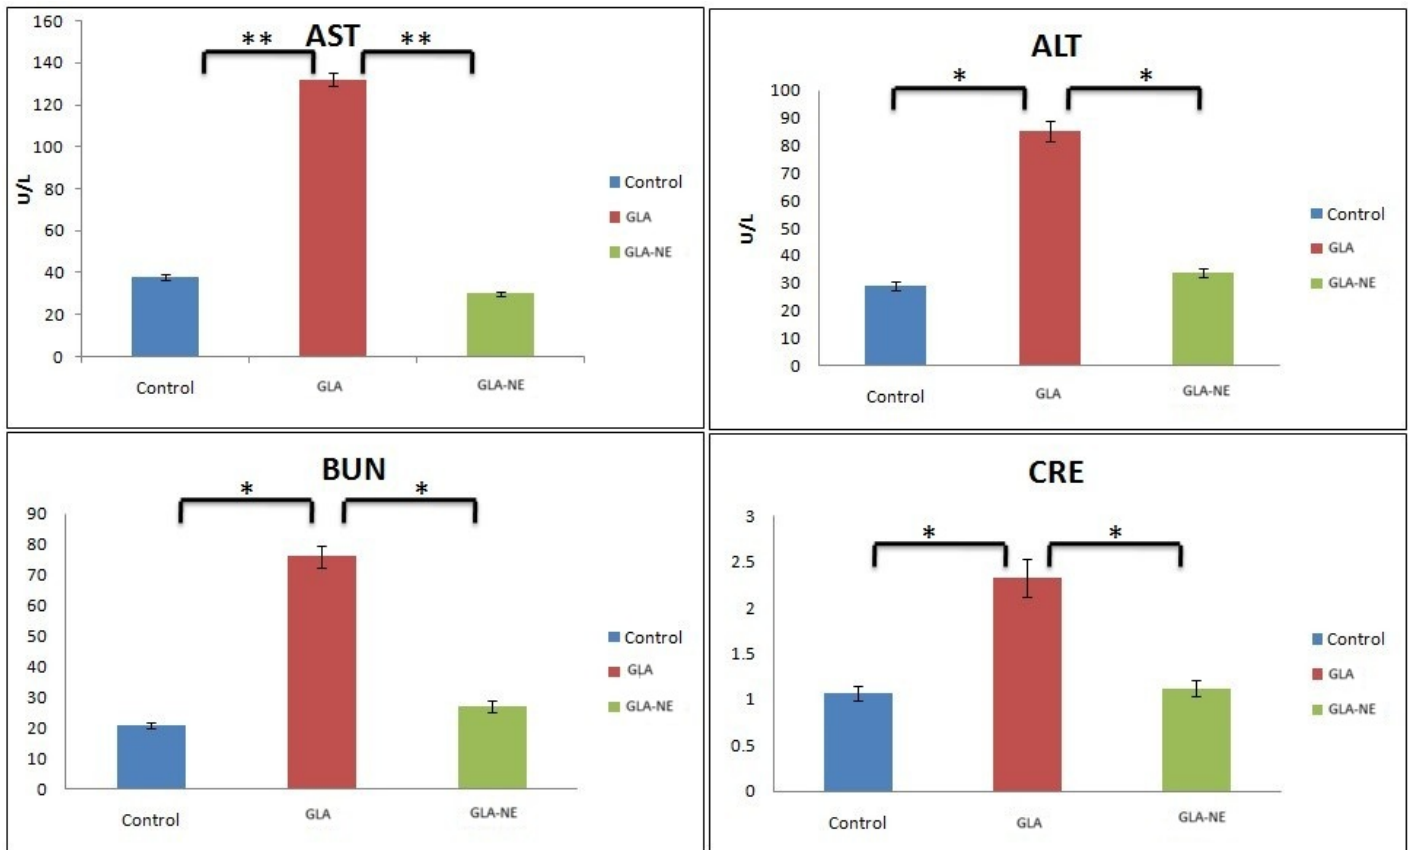 AST
** **
160
140
120
100
80
60
40
20
0
U/L
Control GLA GLA-NE
Control
GLA
GLA-NE
ALT
* *
100
90
80
70
60
50
40
30
20
10
0
U/L
Control GLA GLA-NE
Control
GLA
GLA-NE
BUN
* *
90
80
70
60
50
40
30
20
10
0
Control GLA GLA-NE
Control
GLA
GLA-NE
CRE
* *
3
2.5
2
1.5
1
0.5
0
Control GLA GLA-NE
Control
GLA
GLA-NE